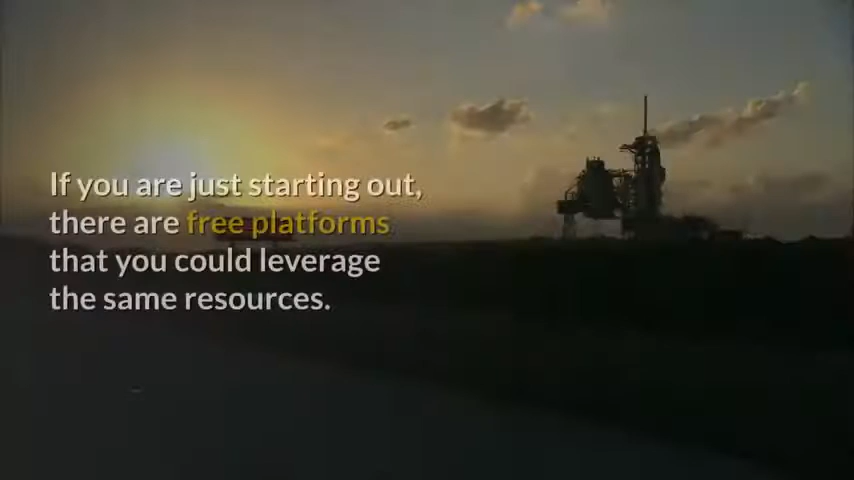 If you are just starting out,
there are free platforms
that you could leverage
the same resources.